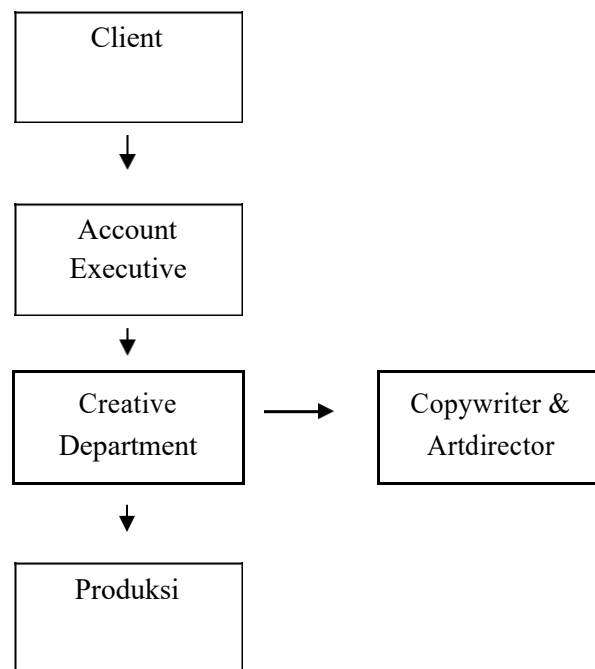 Client
Account
Executive
Creative
Department
Copywriter &
Artdirector
Produksi